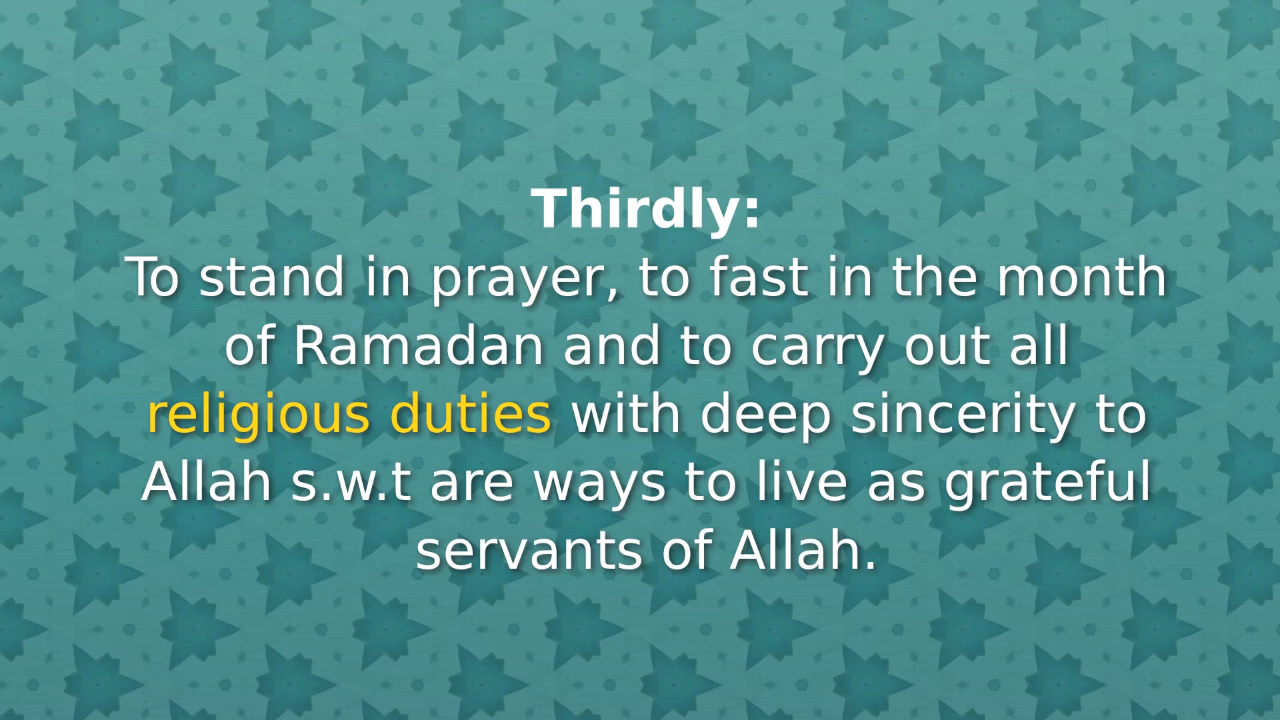 Thirdly:
To stand in prayer, to fast in the month
of Ramadan and to carry out all
religious duties with deep sincerity to
Allah s.w.t are ways to live as grateful
servants of Allah.